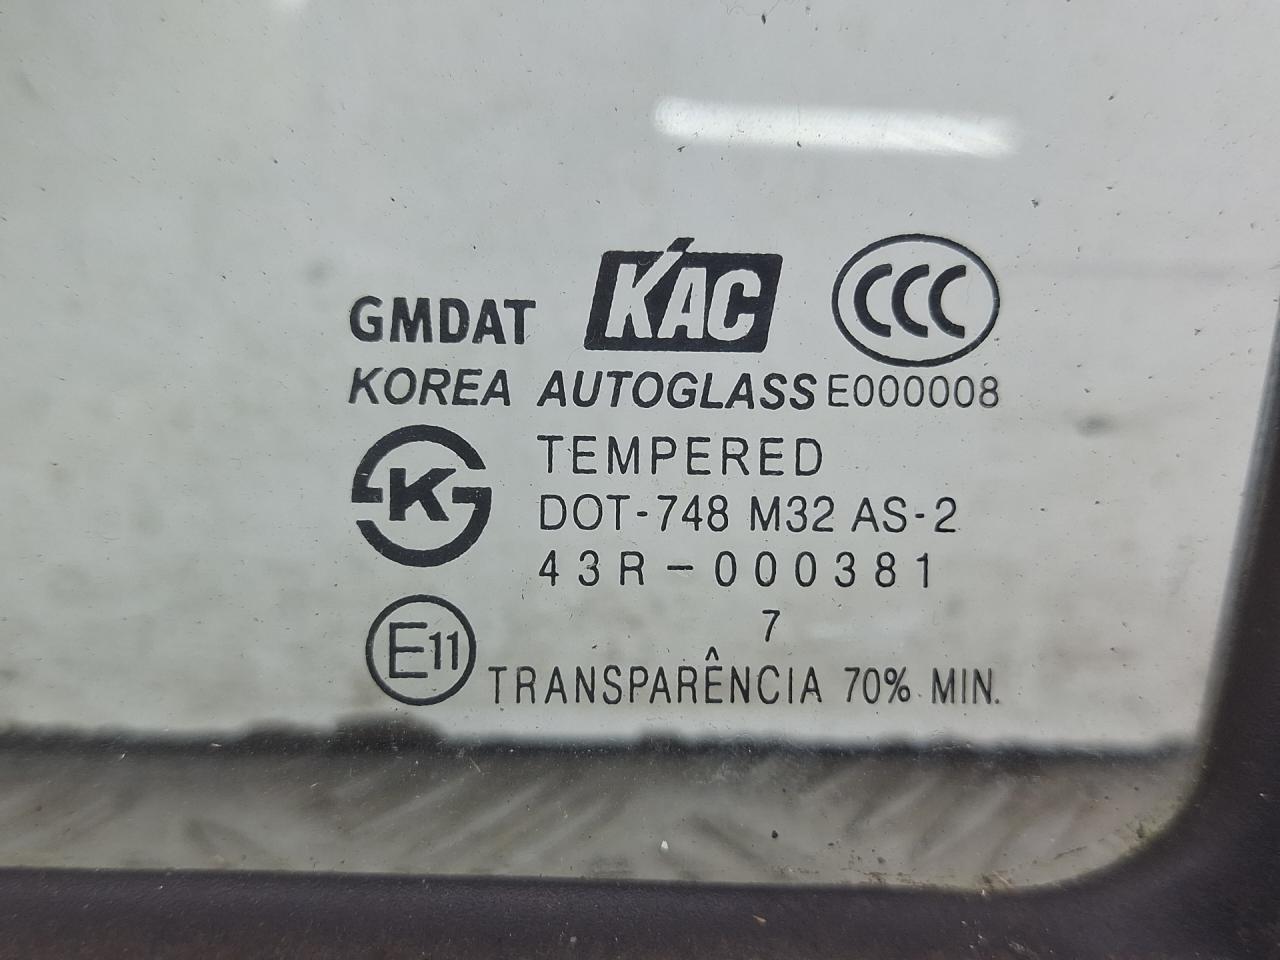 GMDAT KAC CCC
KOREA AUTOGLASS E000008
K TEMPERED
DOT-748 M32 AS-2
43R-000381
7
E11 TRANSPARÊNCIA 70% MIN.